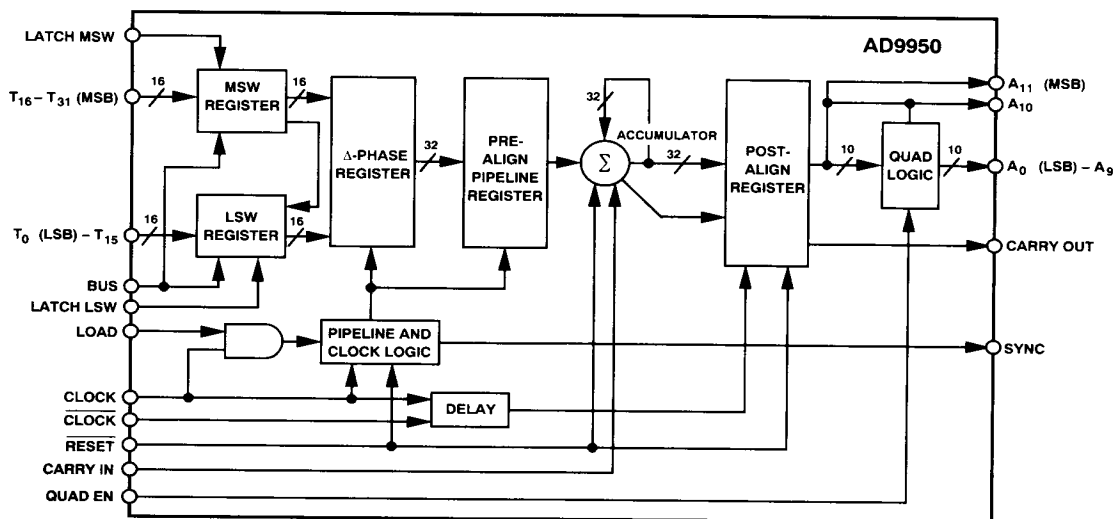 AD9950
LATCH MSW
T16 – T31 (MSB)
16
MSW
REGISTER
16
T0 (LSB) – T15
16
LSW
REGISTER
16
BUS
LATCH LSW
LOAD
CLOCK
C̅L̅O̅C̅K̅
R̅E̅S̅E̅T̅
CARRY IN
QUAD EN
Δ-PHASE
REGISTER
32
PRE-
ALIGN
PIPELINE
REGISTER
32
Σ
ACCUMULATOR
32
POST-
ALIGN
REGISTER
10
QUAD
LOGIC
10
PIPELINE AND
CLOCK LOGIC
DELAY
A11 (MSB)
A10
A0 (LSB) – A9
CARRY OUT
SYNC